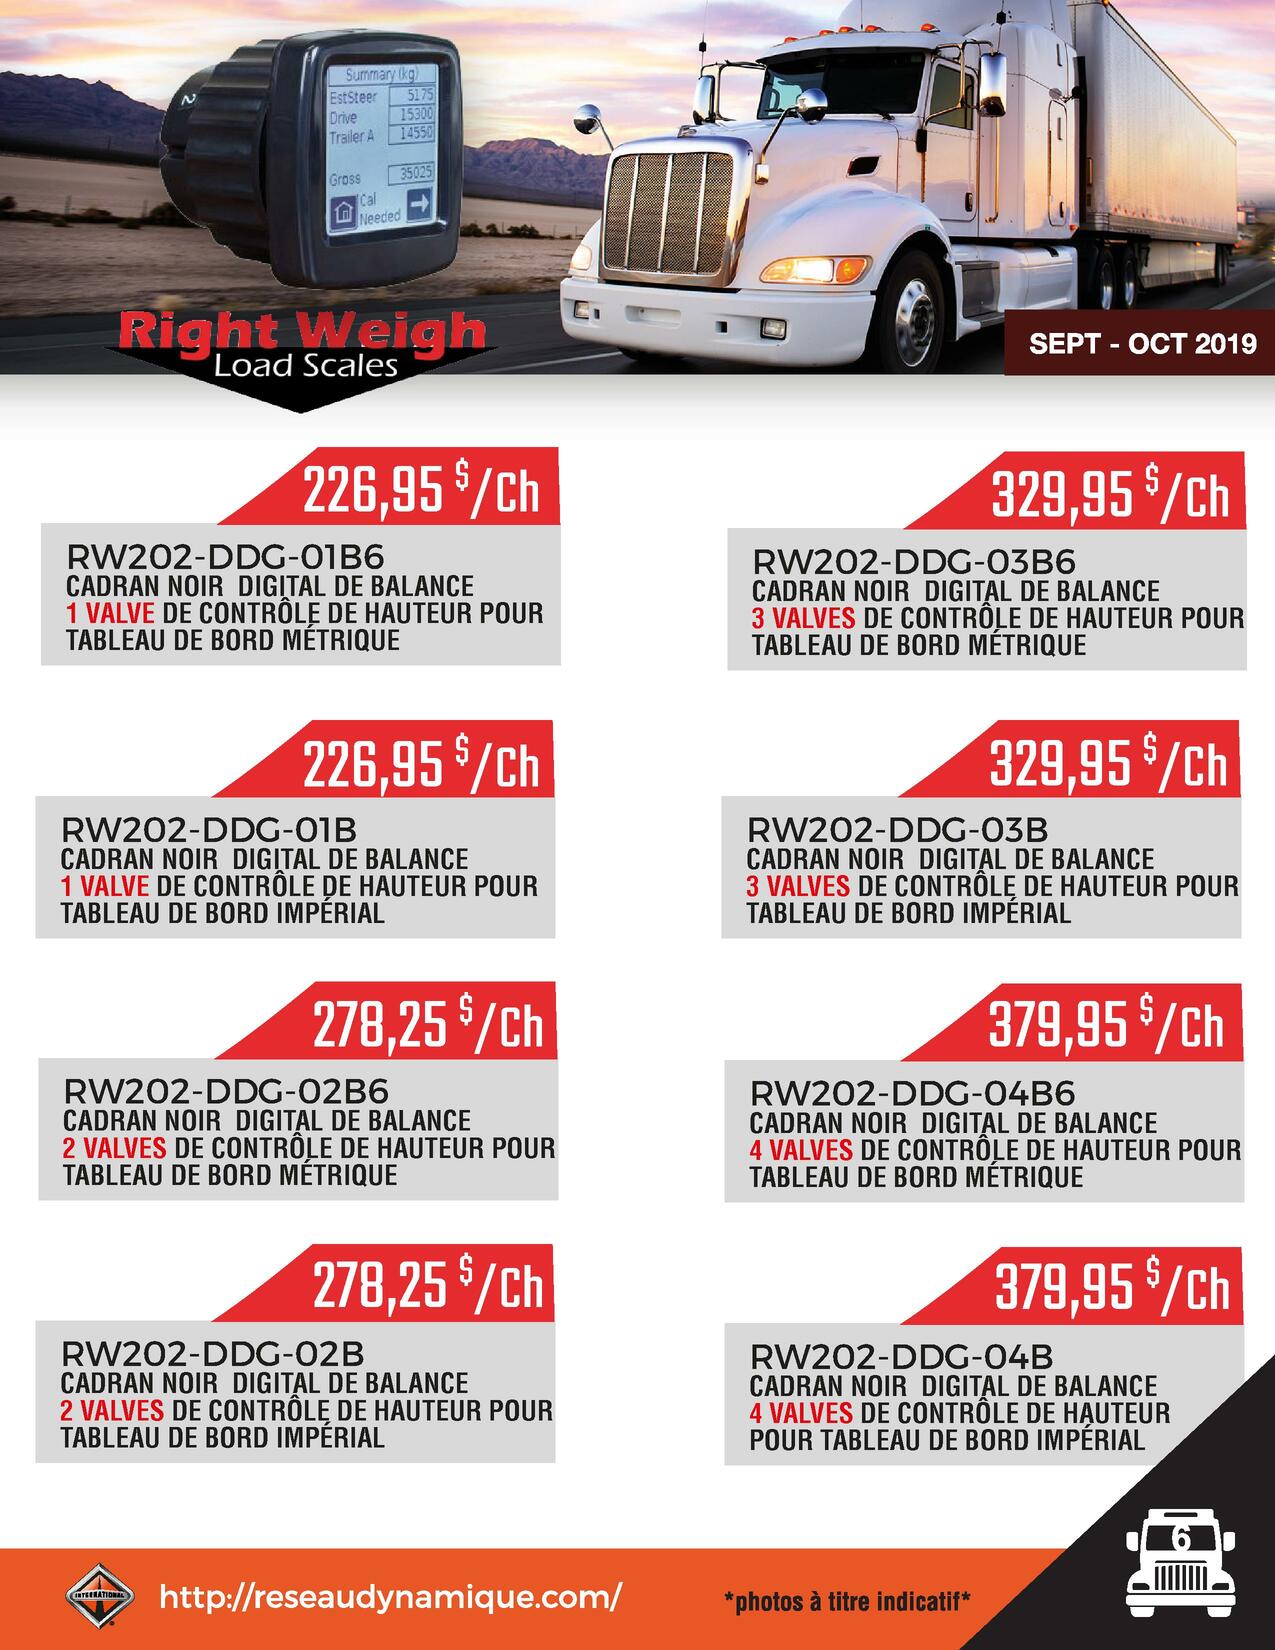 Summary (kg)
EstSteer 5175
Drive 15300
Trailer A 14550
Gross 35025
Cal
Needed
2
Right Weigh
Load Scales
SEPT - OCT 2019
226,95 $/Ch
RW202-DDG-01B6
CADRAN NOIR DIGITAL DE BALANCE
1 VALVE DE CONTRÔLE DE HAUTEUR POUR
TABLEAU DE BORD MÉTRIQUE
329,95 $/Ch
RW202-DDG-03B6
CADRAN NOIR DIGITAL DE BALANCE
3 VALVES DE CONTRÔLE DE HAUTEUR POUR
TABLEAU DE BORD MÉTRIQUE
226,95 $/Ch
RW202-DDG-01B
CADRAN NOIR DIGITAL DE BALANCE
1 VALVE DE CONTRÔLE DE HAUTEUR POUR
TABLEAU DE BORD IMPÉRIAL
329,95 $/Ch
RW202-DDG-03B
CADRAN NOIR DIGITAL DE BALANCE
3 VALVES DE CONTRÔLE DE HAUTEUR POUR
TABLEAU DE BORD IMPÉRIAL
278,25 $/Ch
RW202-DDG-02B6
CADRAN NOIR DIGITAL DE BALANCE
2 VALVES DE CONTRÔLE DE HAUTEUR POUR
TABLEAU DE BORD MÉTRIQUE
379,95 $/Ch
RW202-DDG-04B6
CADRAN NOIR DIGITAL DE BALANCE
4 VALVES DE CONTRÔLE DE HAUTEUR POUR
TABLEAU DE BORD MÉTRIQUE
278,25 $/Ch
RW202-DDG-02B
CADRAN NOIR DIGITAL DE BALANCE
2 VALVES DE CONTRÔLE DE HAUTEUR POUR
TABLEAU DE BORD IMPÉRIAL
379,95 $/Ch
RW202-DDG-04B
CADRAN NOIR DIGITAL DE BALANCE
4 VALVES DE CONTRÔLE DE HAUTEUR
POUR TABLEAU DE BORD IMPÉRIAL
INTERNATIONAL
http://reseaudynamique.com/
*photos à titre indicatif*
6